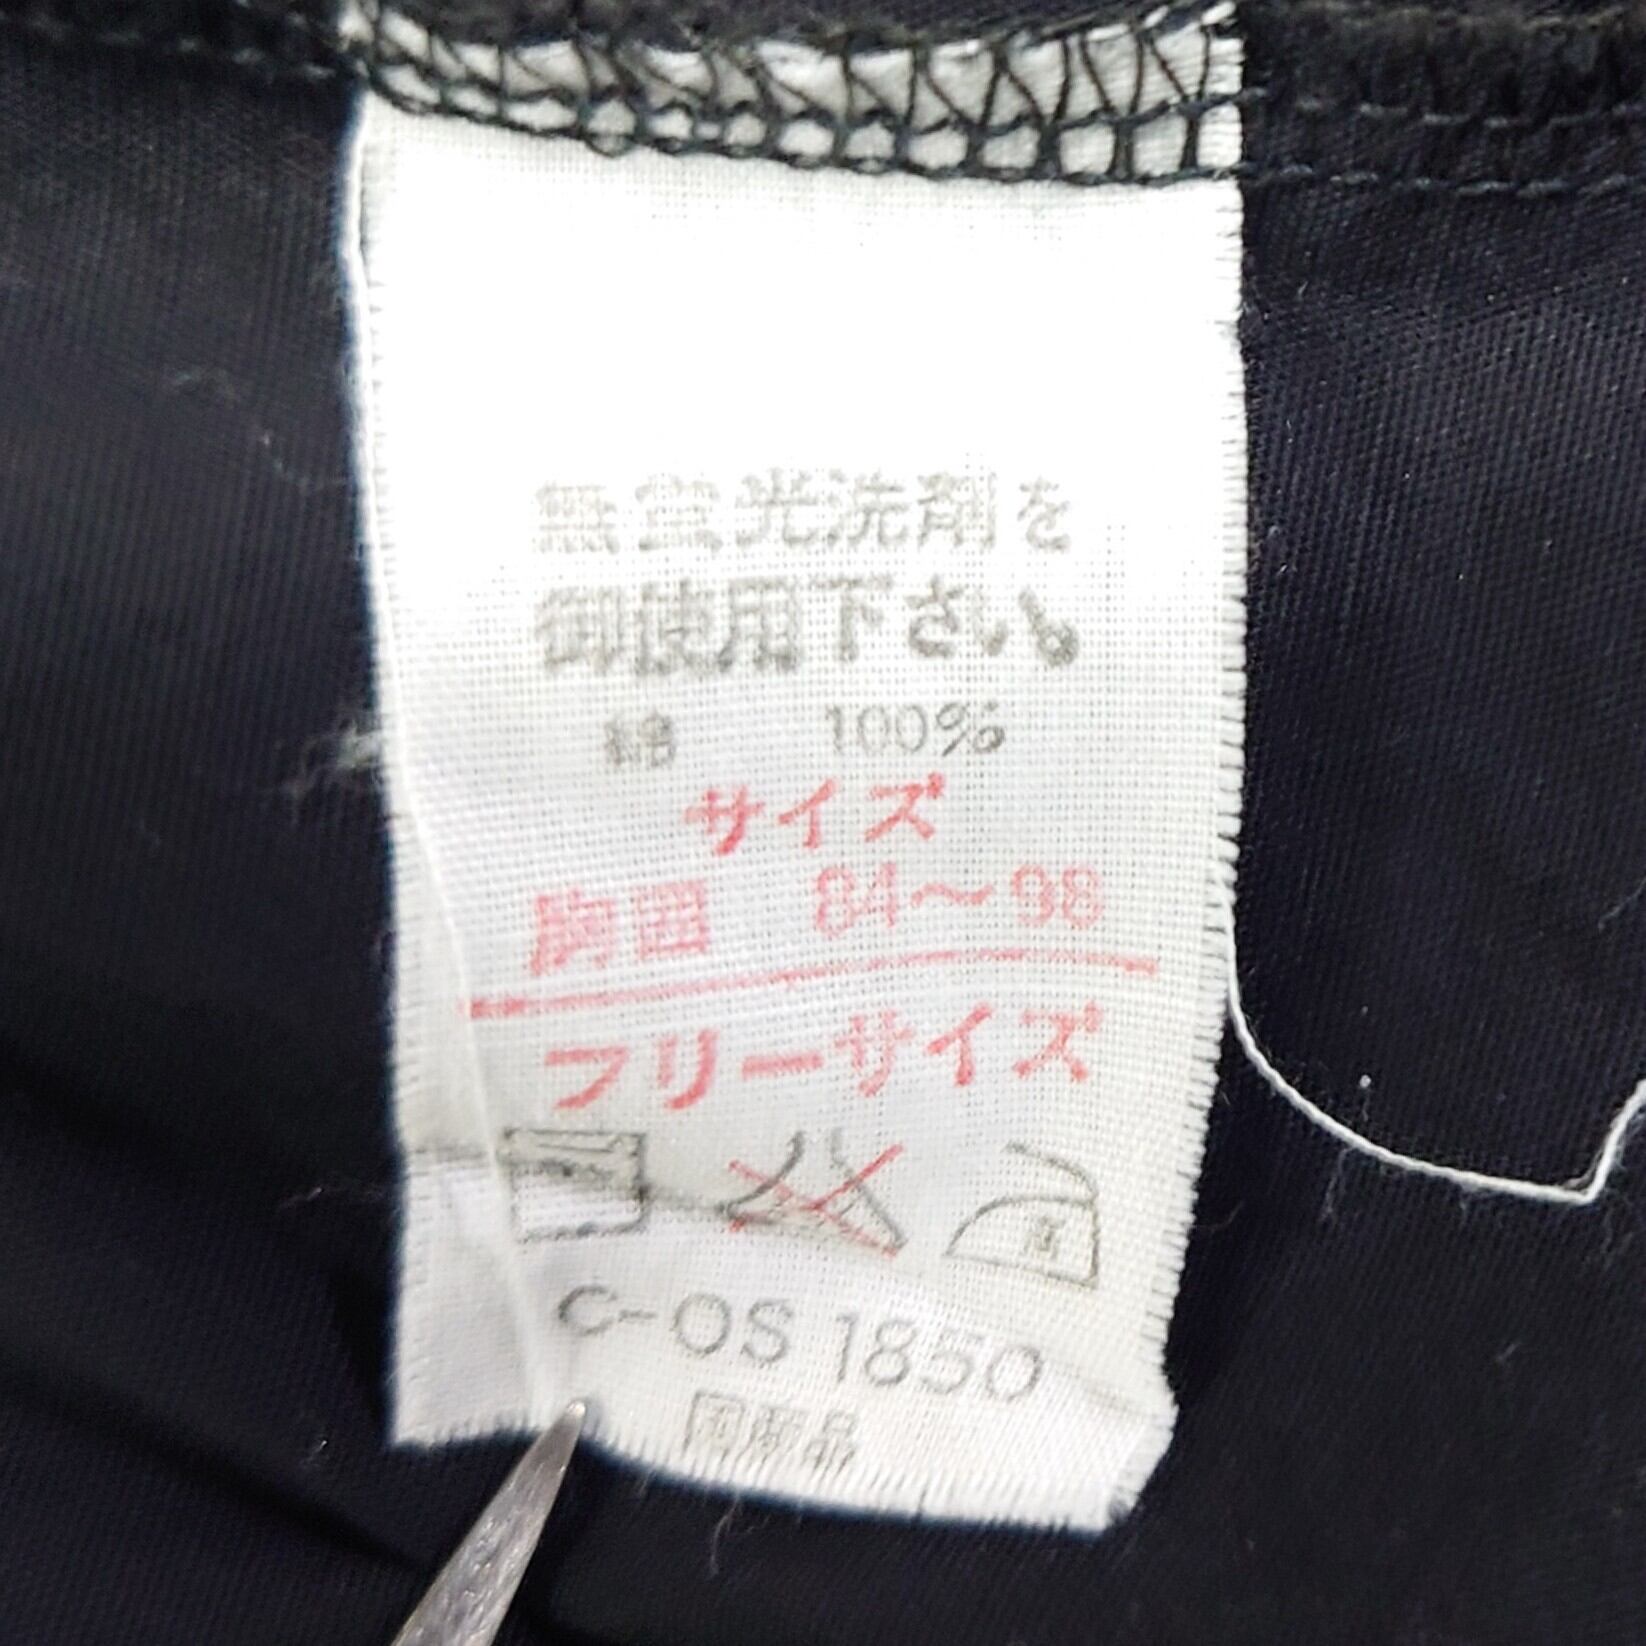 無蛍光洗剤を
御使用下さい。
綿 100%
サイズ
胸囲 84～98
フリーサイズ
C-OS 1850
国産品